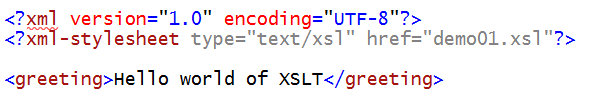 <?xml version="1.0" encoding="UTF-8"?>
<?xml-stylesheet type="text/xsl" href="demo01.xsl"?>
<greeting>Hello world of XSLT</greeting>